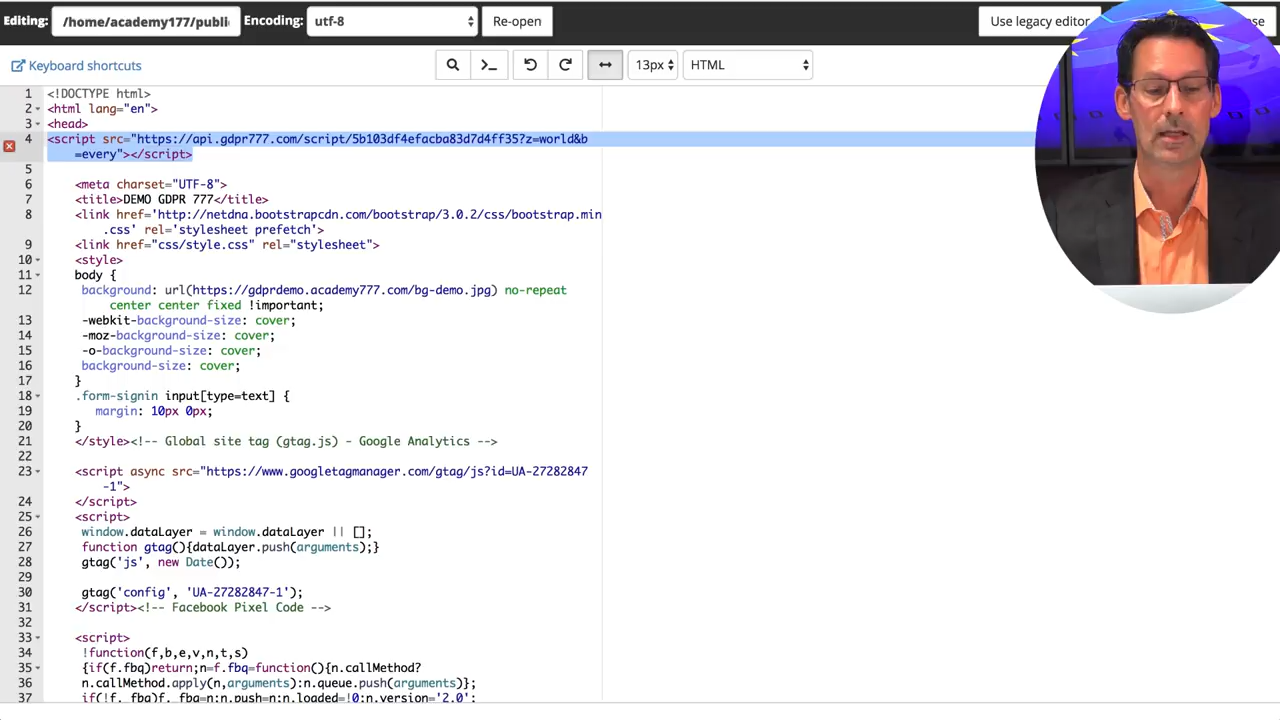 Editing: /home/academy177/publi Encoding: utf-8 Re-open Use legacy editor
Keyboard shortcuts 13px HTML
1 <!DOCTYPE html>
2 <html lang="en">
3 <head>
4 <script src="https://api.gdpr777.com/script/5b103df4efacba83d7d4ff35?z=world&b
=every"></script>
5
6 <meta charset="UTF-8">
7 <title>DEMO GDPR 777</title>
8 <link href='http://netdna.bootstrapcdn.com/bootstrap/3.0.2/css/bootstrap.min
.css' rel='stylesheet prefetch'>
9 <link href="css/style.css" rel="stylesheet">
10 <style>
11 body {
12 background: url(https://gdprdemo.academy777.com/bg-demo.jpg) no-repeat
center center fixed !important;
13 -webkit-background-size: cover;
14 -moz-background-size: cover;
15 -o-background-size: cover;
16 background-size: cover;
17 }
18 .form-signin input[type=text] {
19 margin: 10px 0px;
20 }
21 </style><!-- Global site tag (gtag.js) - Google Analytics -->
22
23 <script async src="https://www.googletagmanager.com/gtag/js?id=UA-27282847
-1">
24 </script>
25 <script>
26 window.dataLayer = window.dataLayer || [];
27 function gtag(){dataLayer.push(arguments);}
28 gtag('js', new Date());
29
30 gtag('config', 'UA-27282847-1');
31 </script><!-- Facebook Pixel Code -->
32
33 <script>
34 !function(f,b,e,v,n,t,s)
35 {if(f.fbq)return;n=f.fbq=function(){n.callMethod?
36 n.callMethod.apply(n,arguments):n.queue.push(arguments)};
37 if(!f._fbq)f._fbq=n;n.push=n;n.loaded=!0;n.version='2.0';